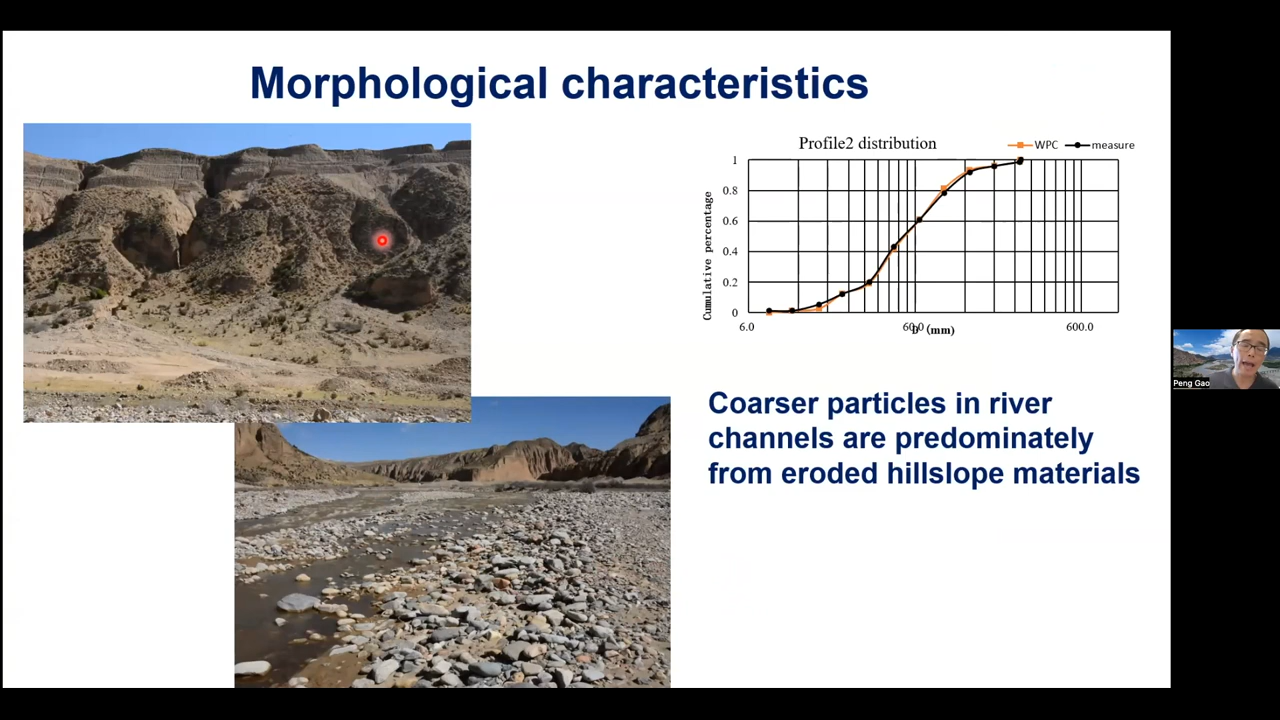 Morphological characteristics
Profile2 distribution
WPC
measure
Cumulative percentage
1
0.8
0.6
0.4
0.2
0
6.0
60.0
600.0
(mm)
Coarser particles in river
channels are predominately
from eroded hillslope materials
Peng Gao